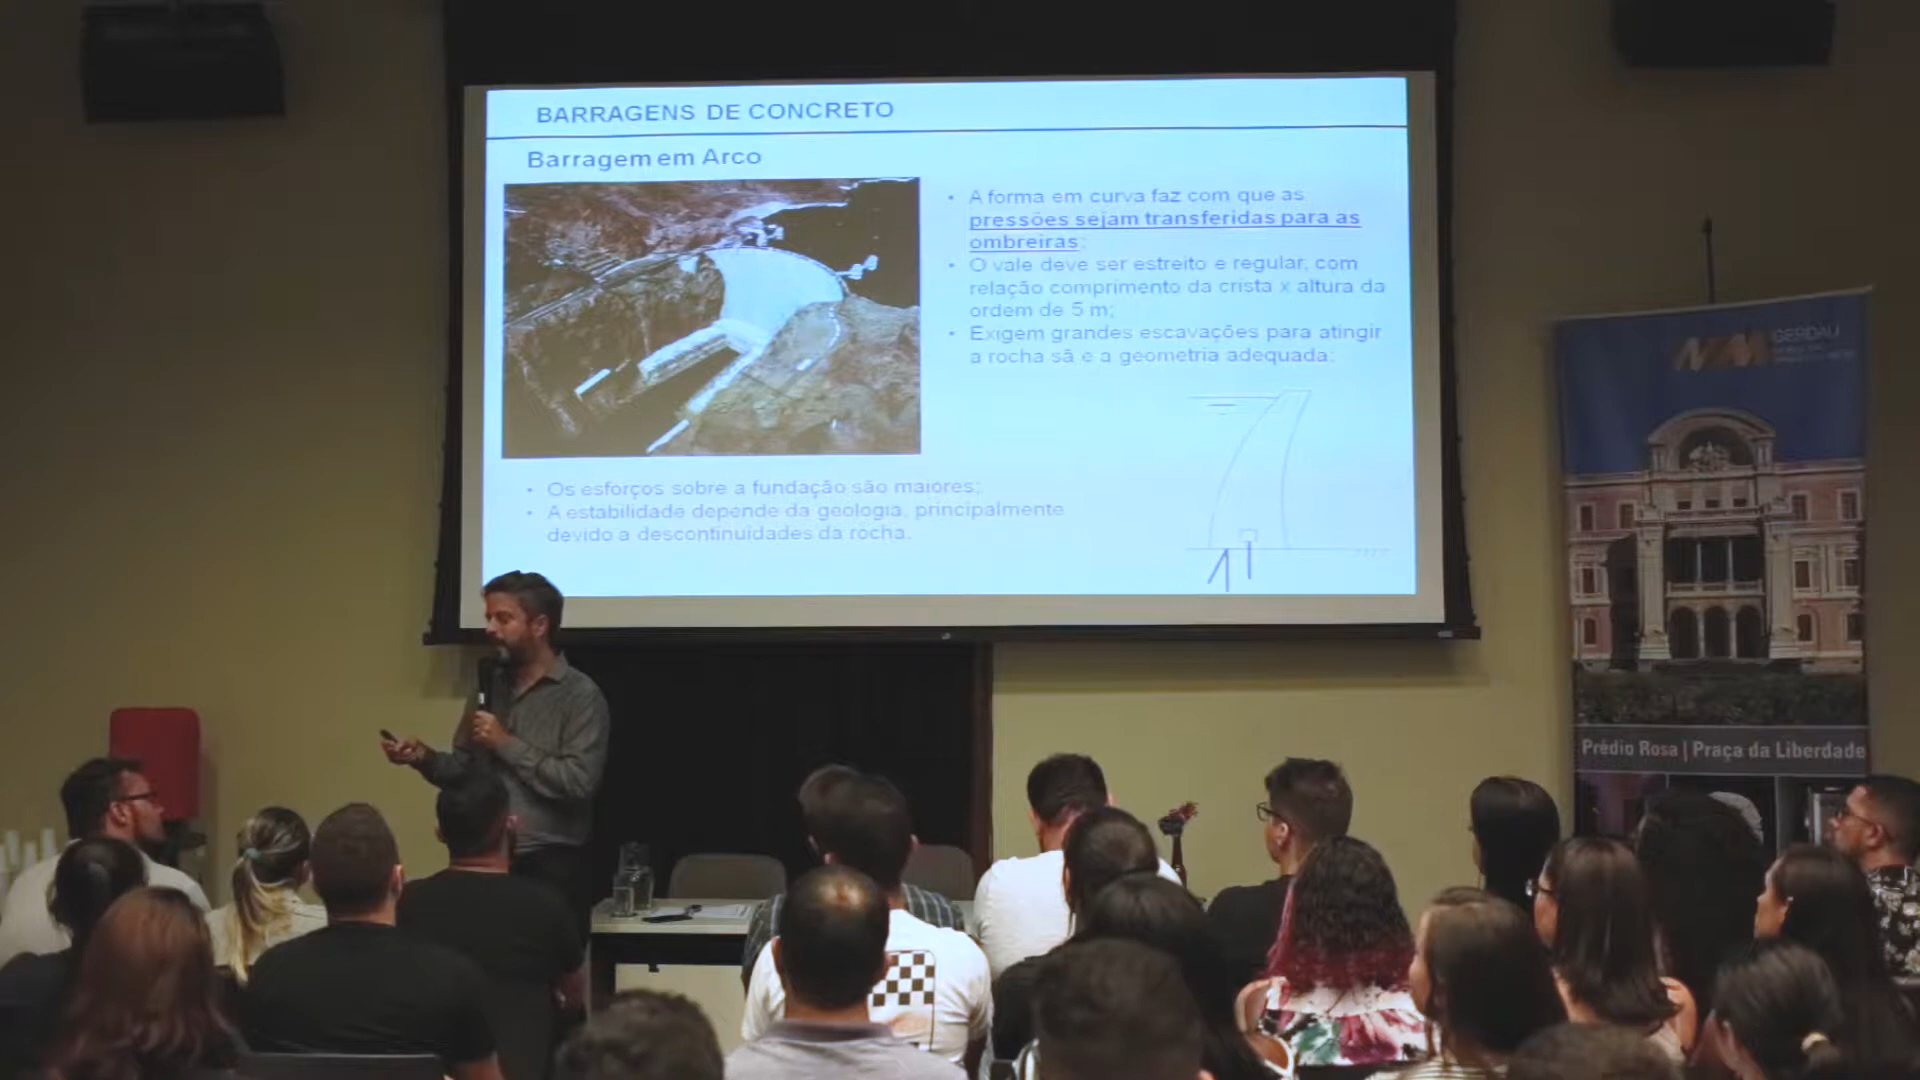 BARRAGENS DE CONCRETO
Barragem em Arco
• A forma em curva faz com que as
pressões sejam transferidas para as
ombreiras;
• O vale deve ser estreito e regular, com
relação comprimento da crista x altura da
ordem de 5 m;
• Exigem grandes escavações para atingir
a rocha sã e a geometria adequada;
• Os esforços sobre a fundação são maiores;
• A estabilidade depende da geologia, principalmente
devido a descontinuidades da rocha.
MM GERDAU
Prédio Rosa | Praça da Liberdade